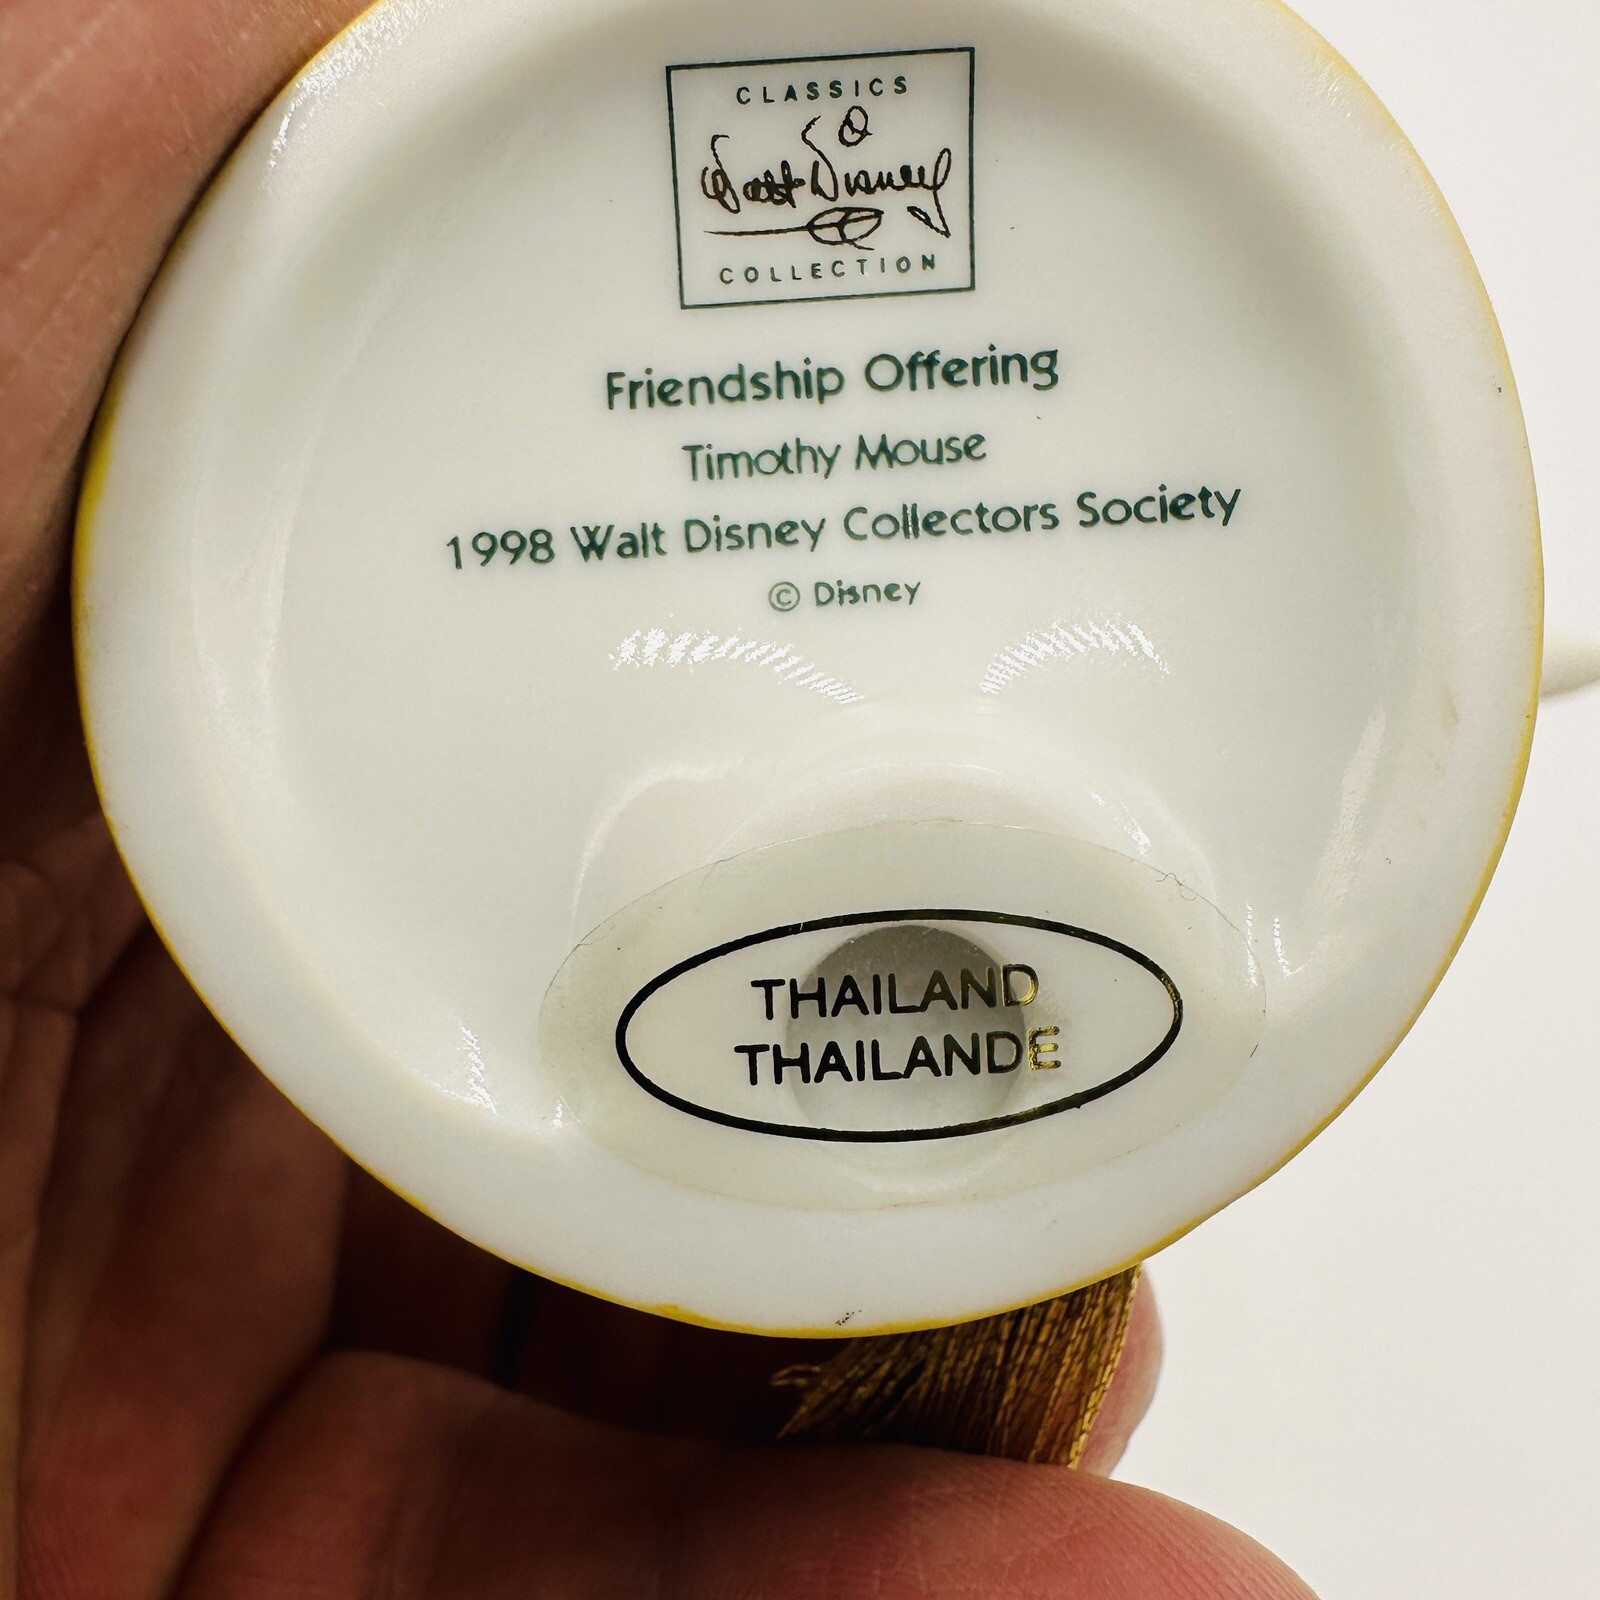 CLASSICS
Walt Disney
COLLECTION
Friendship Offering
Timothy Mouse
1998 Walt Disney Collectors Society
© Disney
THAILAND
THAILANDE